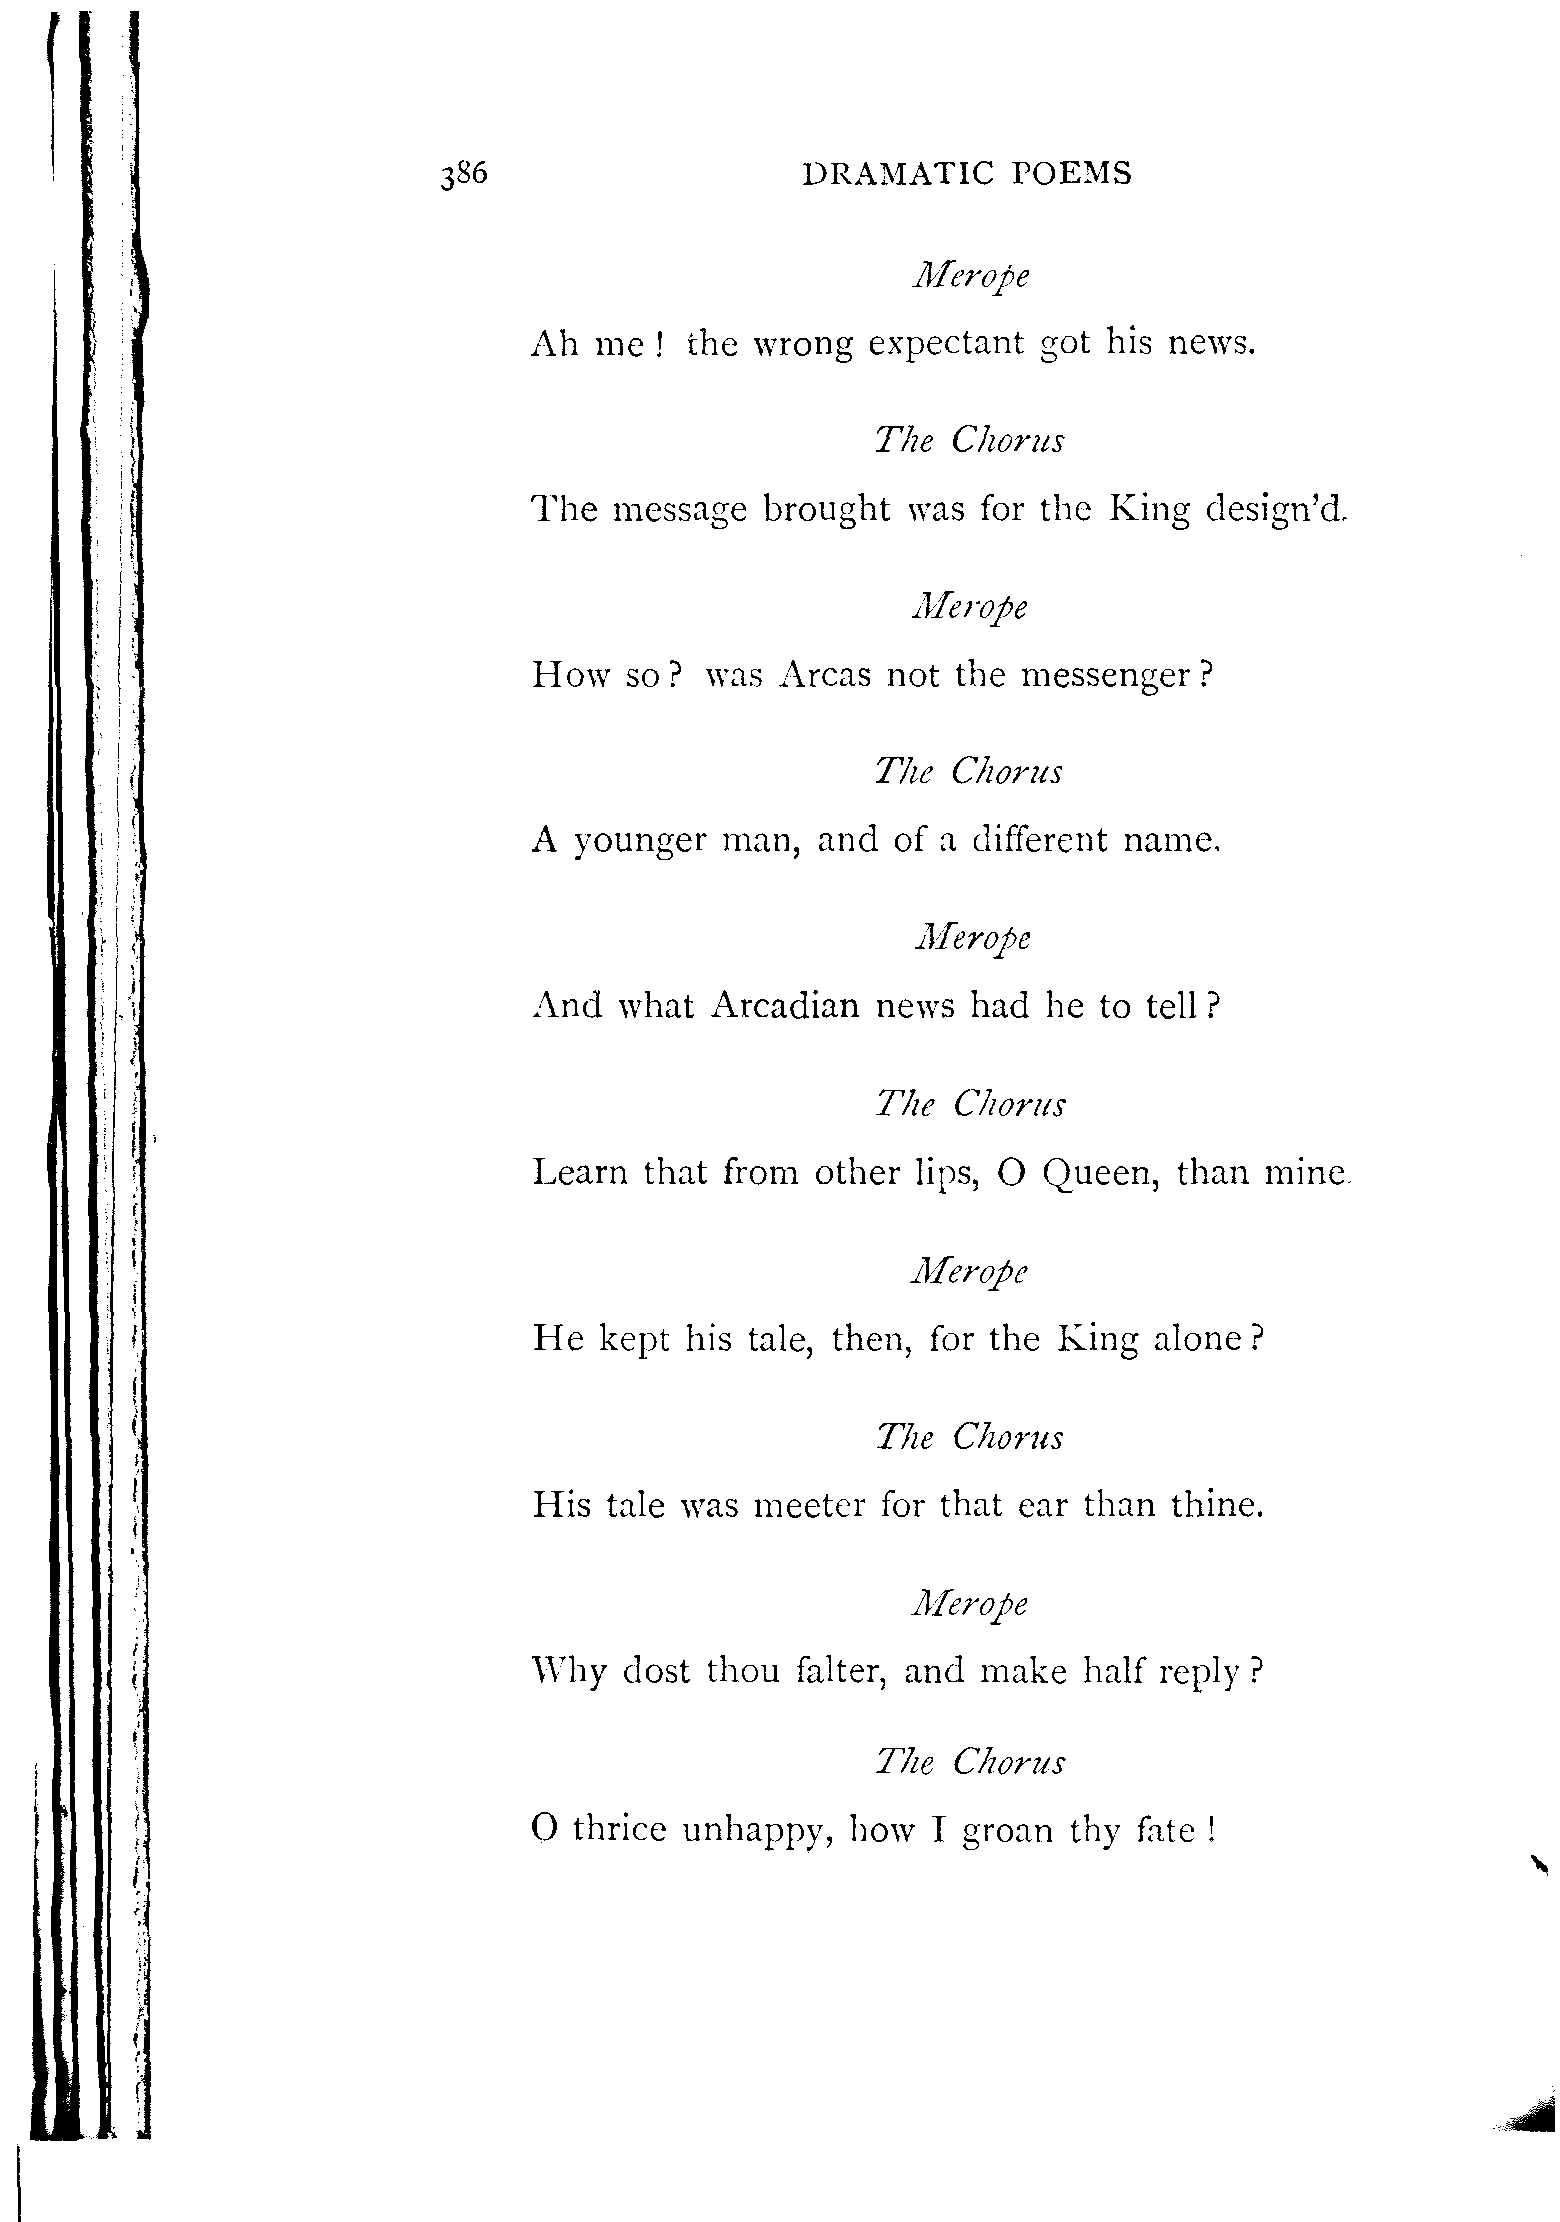 386 DRAMATIC POEMS
Merope
Ah me ! the wrong expectant got his news.
The Chorus
The message brought was for the King design'd.
Merope
How so ? was Arcas not the messenger ?
The Chorus
A younger man, and of a different name.
Merope
And what Arcadian news had he to tell ?
The Chorus
Learn that from other lips, O Queen, than mine.
Merope
He kept his tale, then, for the King alone ?
The Chorus
His tale was meeter for that ear than thine.
Merope
Why dost thou falter, and make half reply ?
The Chorus
O thrice unhappy, how I groan thy fate !